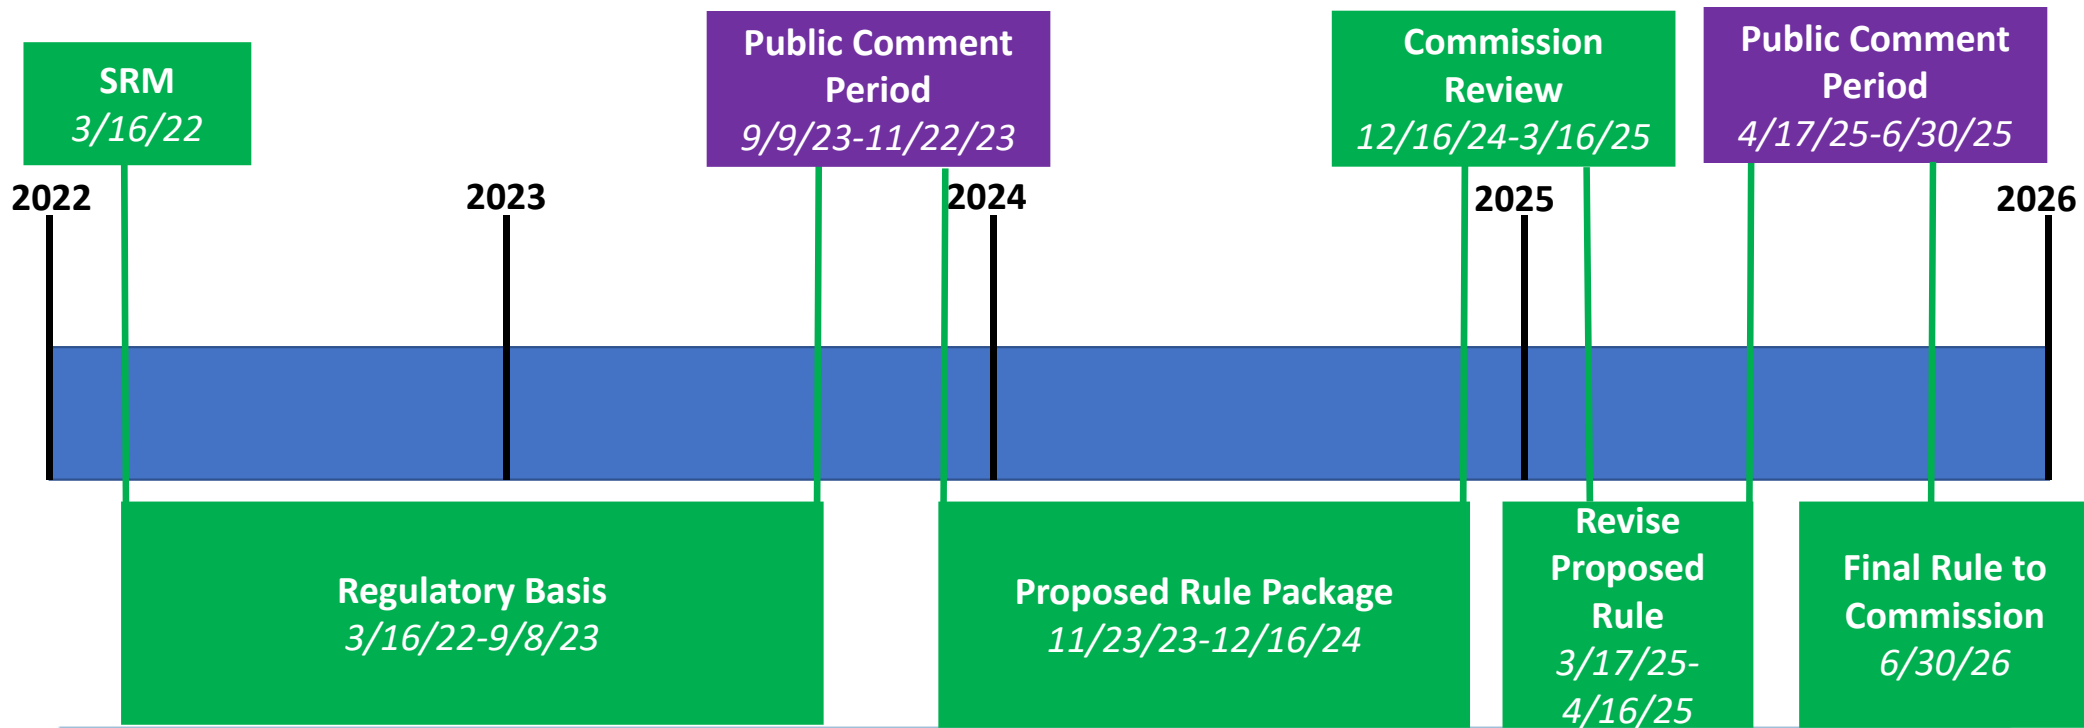 SRM
3/16/22
Public Comment
Period
9/9/23-11/22/23
Commission
Review
12/16/24-3/16/25
Public Comment
Period
4/17/25-6/30/25
2022
2023
2024
2025
2026
Regulatory Basis
3/16/22-9/8/23
Proposed Rule Package
11/23/23-12/16/24
Revise
Proposed
Rule
3/17/25-
4/16/25
Final Rule to
Commission
6/30/26